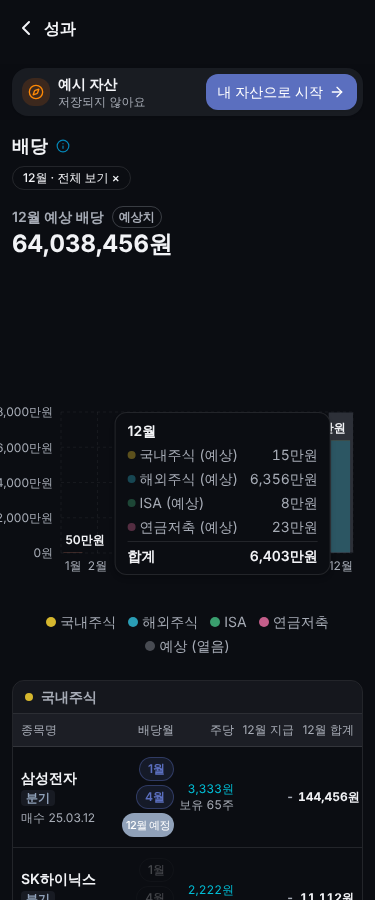 성과
예시 자산
저장되지 않아요
내 자산으로 시작 →
배당
12월 · 전체 보기 ×
12월 예상 배당 예상치
64,038,456원
8,000만원
6,000만원
4,000만원
2,000만원
0원
50만원
1월 2월
12월
국내주식 (예상) 15만원
해외주식 (예상) 6,356만원
ISA (예상) 8만원
연금저축 (예상) 23만원
합계 6,403만원
만원
12월
국내주식 해외주식 ISA 연금저축
예상 (옅음)
국내주식
종목명 배당월 주당 12월 지급 12월 합계
삼성전자
분기
매수 25.03.12
1월
4월
12월 예정
3,333원
보유 65주
- 144,456원
SK하이닉스
분기
1월
4월
2,222원
- 11,112원